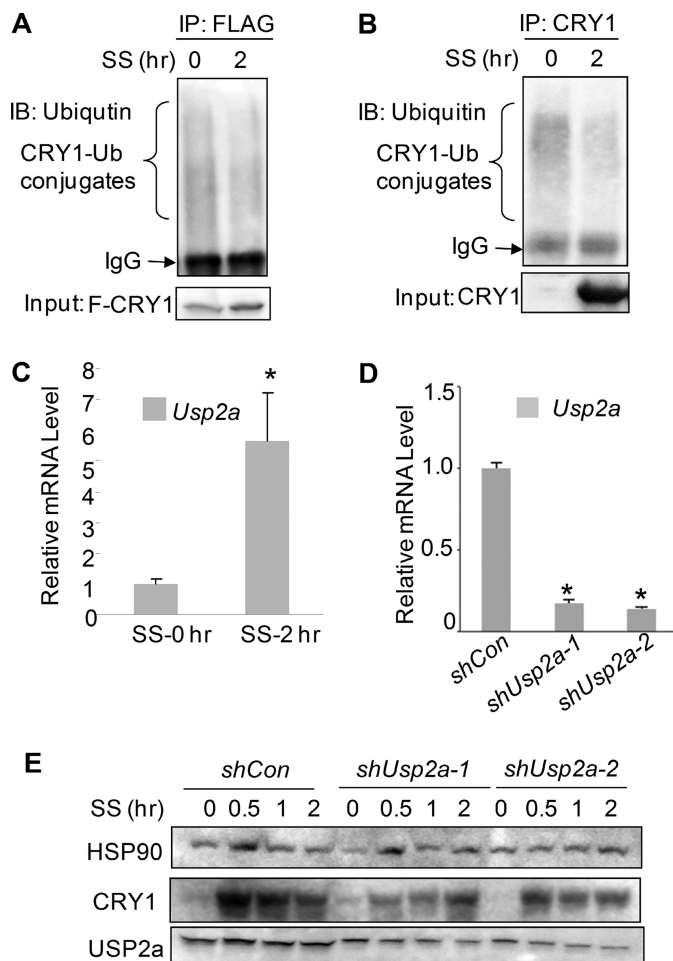 A
IP: FLAG
SS (hr) 0 2
IB: Ubiqutin
CRY1-Ub
conjugates
IgG
Input: F-CRY1
B
IP: CRY1
SS (hr) 0 2
IB: Ubiquitin
CRY1-Ub
conjugates
IgG
Input: CRY1
C
Relative mRNA Level
8
7
6
5
4
3
2
1
0
Usp2a
*
SS-0 hr SS-2 hr
D
Relative mRNA Level
1.5
1.0
0.5
0
Usp2a
* *
shCon shUsp2a-1 shUsp2a-2
E
shCon shUsp2a-1 shUsp2a-2
SS (hr) 0 0.5 1 2 0 0.5 1 2 0 0.5 1 2
HSP90
CRY1
USP2a